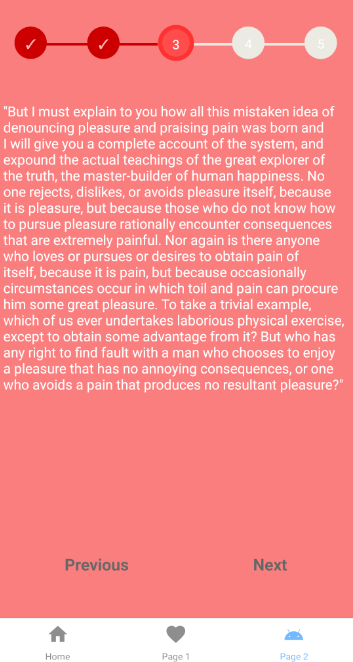 ✓ ✓ 3 4 5
"But I must explain to you how all this mistaken idea of
denouncing pleasure and praising pain was born and
I will give you a complete account of the system, and
expound the actual teachings of the great explorer of
the truth, the master-builder of human happiness. No
one rejects, dislikes, or avoids pleasure itself, because
it is pleasure, but because those who do not know how
to pursue pleasure rationally encounter consequences
that are extremely painful. Nor again is there anyone
who loves or pursues or desires to obtain pain of
itself, because it is pain, but because occasionally
circumstances occur in which toil and pain can procure
him some great pleasure. To take a trivial example,
which of us ever undertakes laborious physical exercise,
except to obtain some advantage from it? But who has
any right to find fault with a man who chooses to enjoy
a pleasure that has no annoying consequences, or one
who avoids a pain that produces no resultant pleasure?"
Previous Next
Home Page 1 Page 2